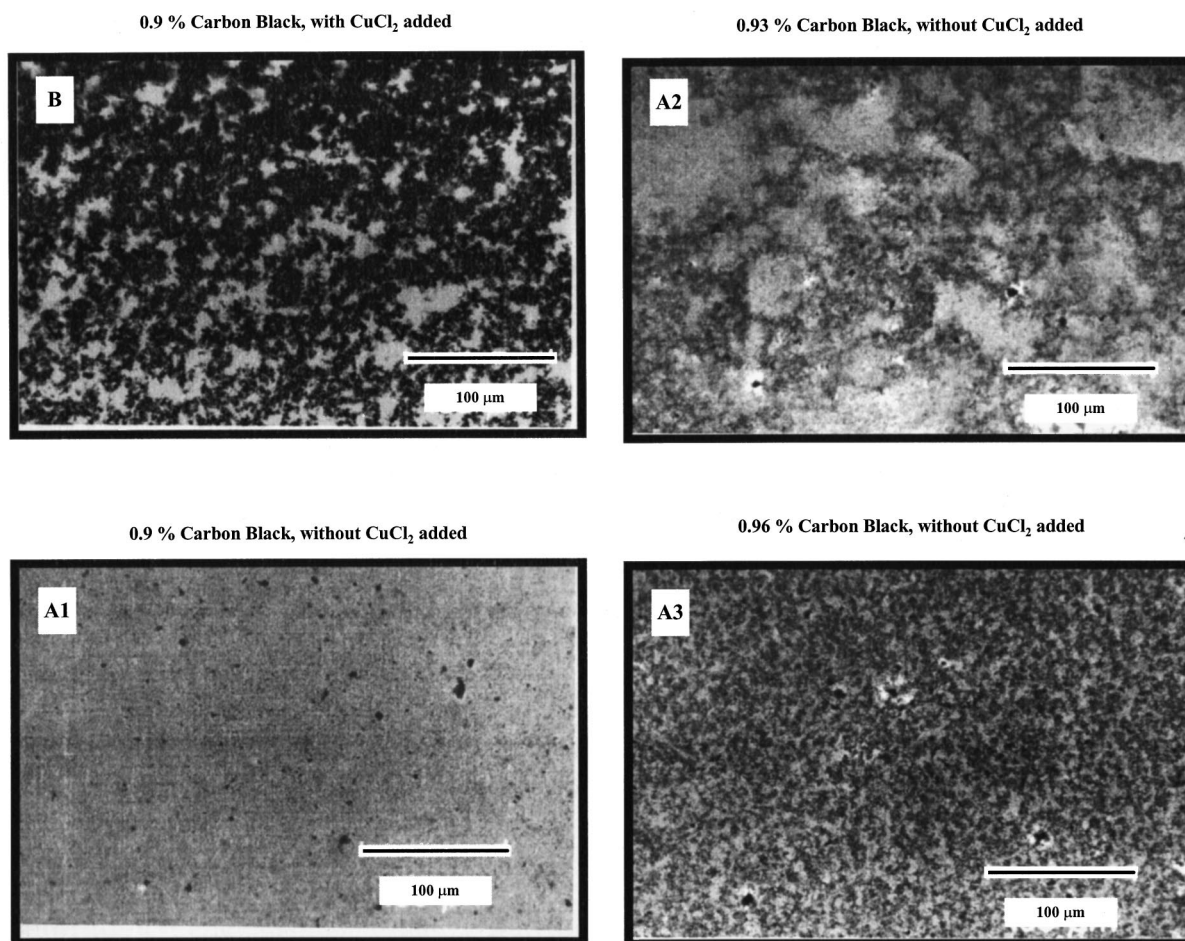 0.9 % Carbon Black, with CuCl₂ added
B
100 μm
0.93 % Carbon Black, without CuCl₂ added
A2
100 μm
0.9 % Carbon Black, without CuCl₂ added
A1
100 μm
0.96 % Carbon Black, without CuCl₂ added
A3
100 μm